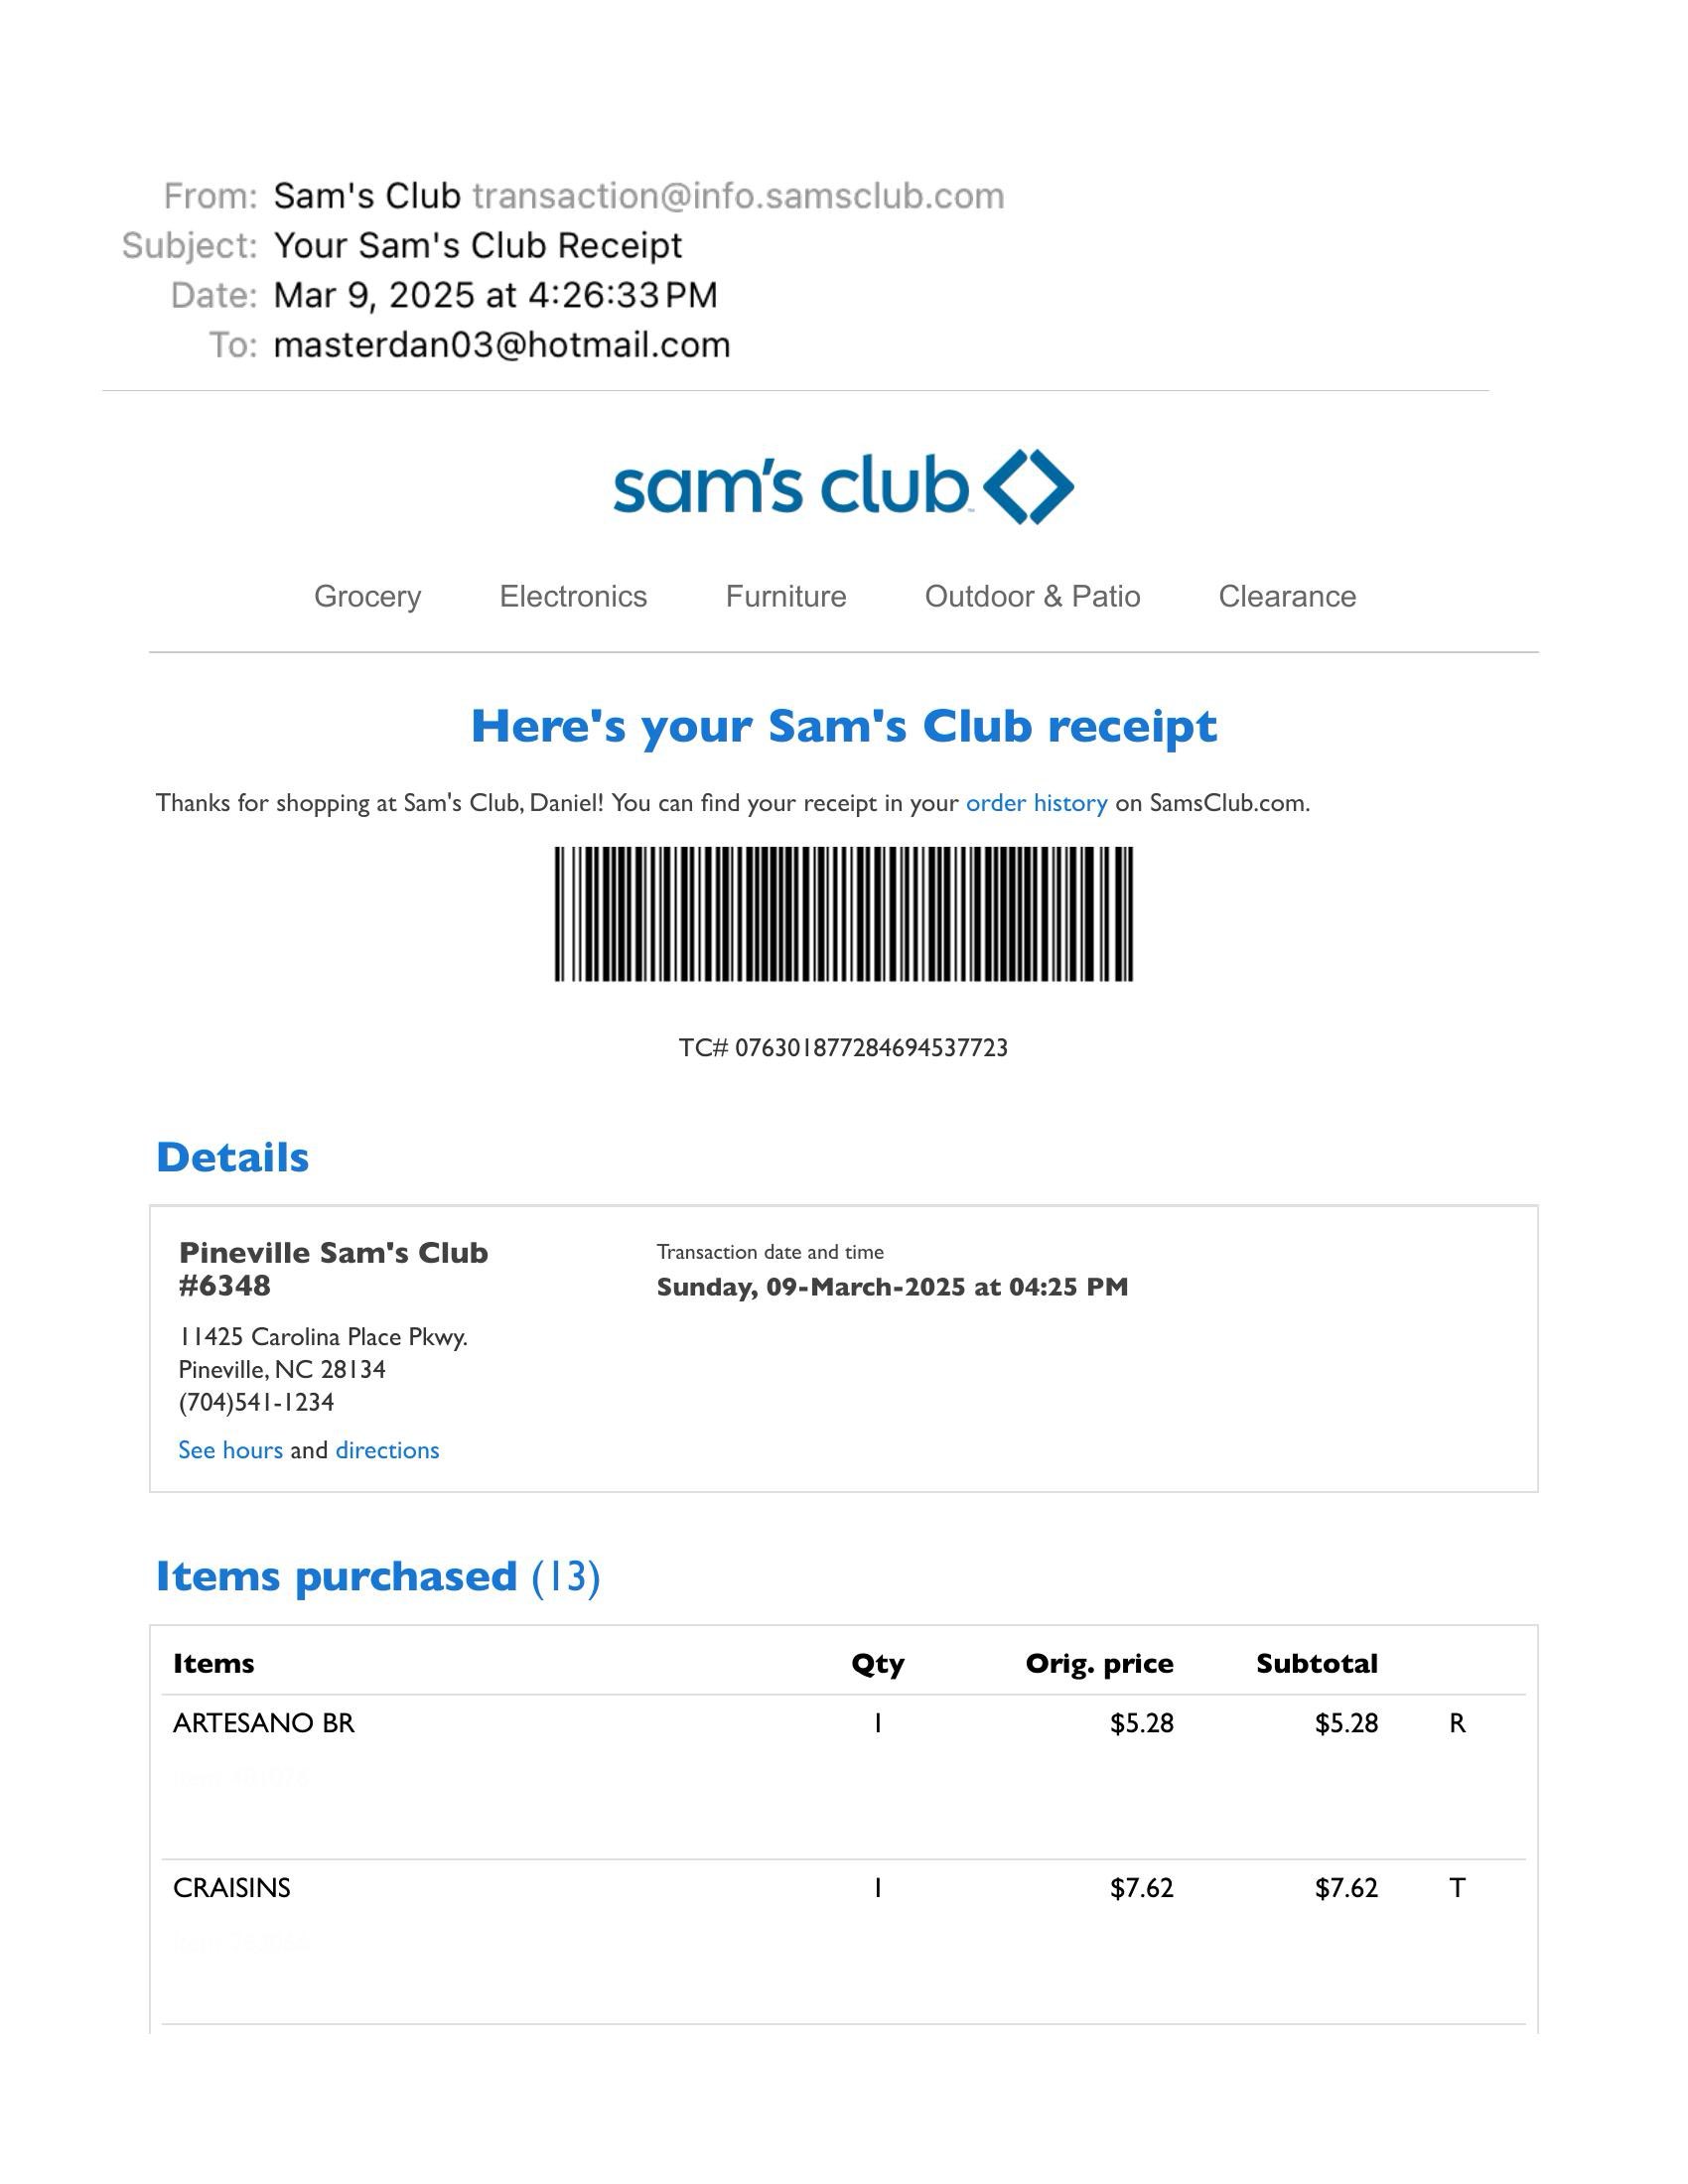 From: Sam's Club transaction@info.samsclub.com
Subject: Your Sam's Club Receipt
Date: Mar 9, 2025 at 4:26:33 PM
To: masterdan03@hotmail.com
sam's club
Grocery Electronics Furniture Outdoor & Patio Clearance
Here's your Sam's Club receipt
Thanks for shopping at Sam's Club, Daniel! You can find your receipt in your order history on SamsClub.com.
TC# 076301877284694537723
Details
Pineville Sam's Club
#6348
Transaction date and time
Sunday, 09-March-2025 at 04:25 PM
11425 Carolina Place Pkwy.
Pineville, NC 28134
(704)541-1234
See hours and directions
Items purchased (13)
Items Qty Orig. price Subtotal
ARTESANO BR 1 $5.28 $5.28 R
CRAISINS 1 $7.62 $7.62 T